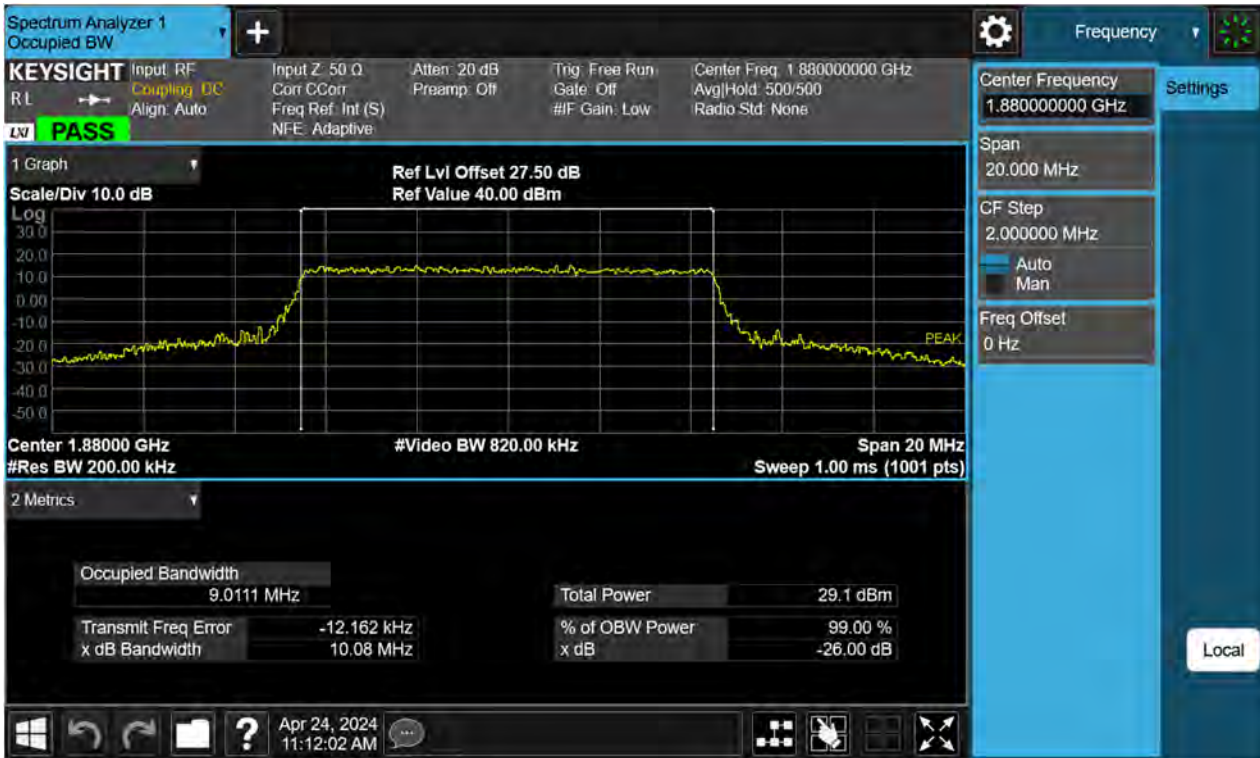 Spectrum Analyzer 1
Occupied BW
+
Frequency
KEYSIGHT
RL
LXI
PASS
Input: RF
Coupling: DC
Align: Auto
Input Z: 50 Ω
Corr CCorr
Freq Ref: Int (S)
NFE: Adaptive
Atten: 20 dB
Preamp: Off
Trig: Free Run
Gate: Off
#IF Gain: Low
Center Freq: 1.880000000 GHz
Avg|Hold: 500/500
Radio Std: None
1 Graph
Scale/Div 10.0 dB
Ref Lvl Offset 27.50 dB
Ref Value 40.00 dBm
Log
30.0
20.0
10.0
0.00
-10.0
-20.0
-30.0
-40.0
-50.0
PEAK
Center 1.88000 GHz
#Video BW 820.00 kHz
Span 20 MHz
#Res BW 200.00 kHz
Sweep 1.00 ms (1001 pts)
2 Metrics
Occupied Bandwidth
9.0111 MHz
Transmit Freq Error -12.162 kHz
x dB Bandwidth 10.08 MHz
Total Power 29.1 dBm
% of OBW Power 99.00 %
x dB -26.00 dB
Center Frequency
1.880000000 GHz
Span
20.000 MHz
CF Step
2.000000 MHz
Auto
Man
Freq Offset
0 Hz
Settings
Local
?
Apr 24, 2024
11:12:02 AM